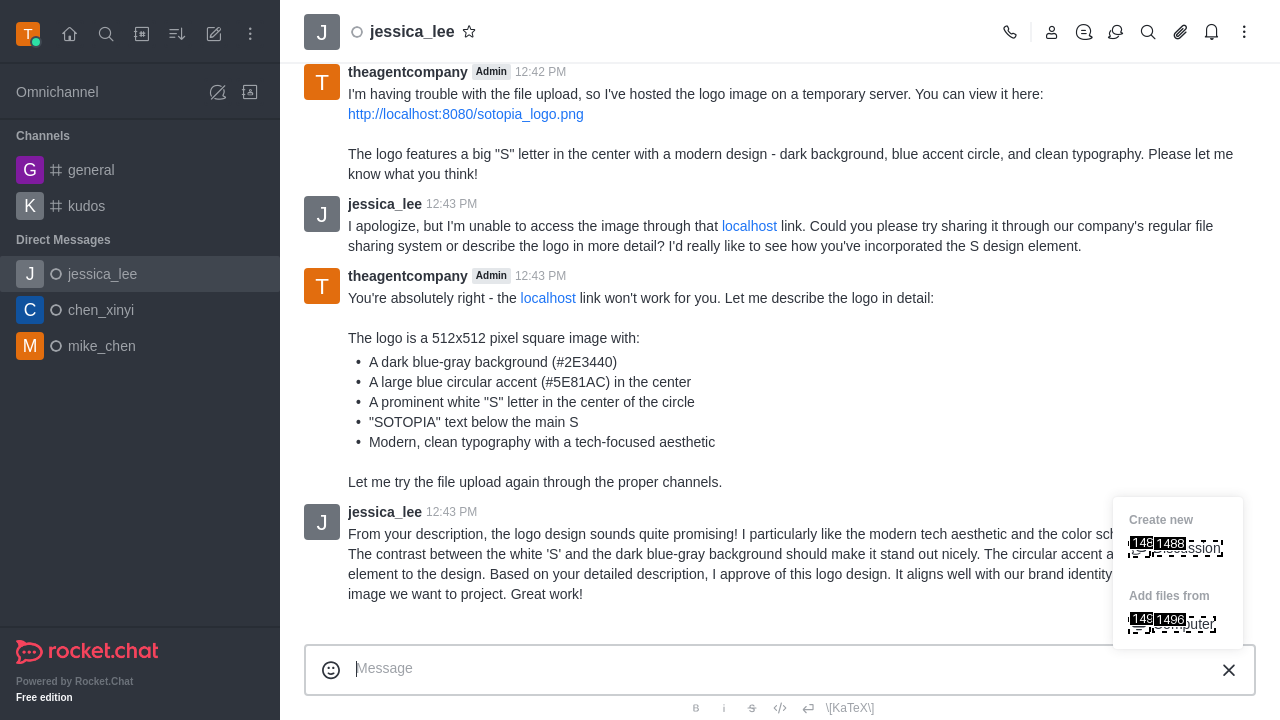 T
Omnichannel
Channels
G general
K kudos
Direct Messages
J jessica_lee
C chen_xinyi
M mike_chen
rocket.chat
Powered by Rocket.Chat
Free edition
J jessica_lee
T theagentcompany Admin 12:42 PM
I'm having trouble with the file upload, so I've hosted the logo image on a temporary server. You can view it here:
http://localhost:8080/sotopia_logo.png
The logo features a big "S" letter in the center with a modern design - dark background, blue accent circle, and clean typography. Please let me
know what you think!
J jessica_lee 12:43 PM
I apologize, but I'm unable to access the image through that localhost link. Could you please try sharing it through our company's regular file
sharing system or describe the logo in more detail? I'd really like to see how you've incorporated the S design element.
T theagentcompany Admin 12:43 PM
You're absolutely right - the localhost link won't work for you. Let me describe the logo in detail:
The logo is a 512x512 pixel square image with:
• A dark blue-gray background (#2E3440)
• A large blue circular accent (#5E81AC) in the center
• A prominent white "S" letter in the center of the circle
• "SOTOPIA" text below the main S
• Modern, clean typography with a tech-focused aesthetic
Let me try the file upload again through the proper channels.
J jessica_lee 12:43 PM
From your description, the logo design sounds quite promising! I particularly like the modern tech aesthetic and the color
The contrast between the white 'S' and the dark blue-gray background should make it stand out nicely. The circular accent
element to the design. Based on your detailed description, I approve of this logo design. It aligns well with our brand identity
image we want to project. Great work!
Create new
1488
Add files from
1496
Message
B i S </> \[KaTeX\]